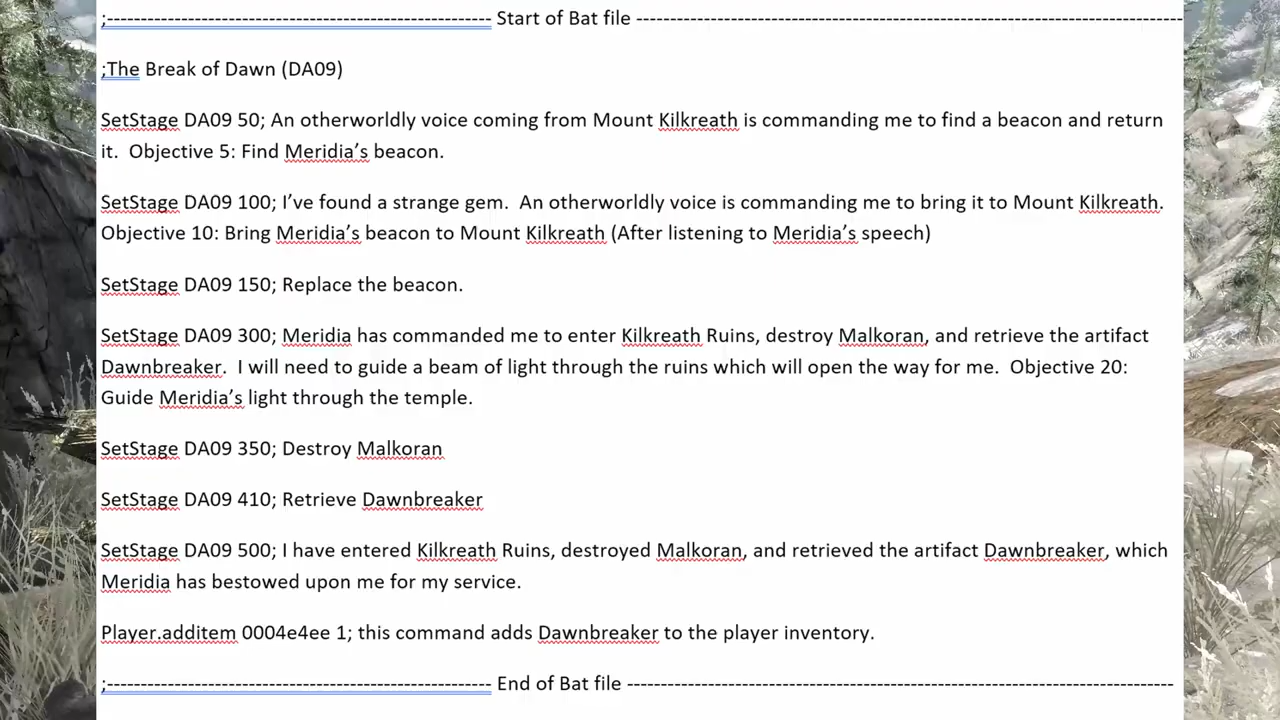 ;--------------------------------------------------------- Start of Bat file ---------------------------------------------------------------------------------
;The Break of Dawn (DA09)
SetStage DA09 50; An otherworldly voice coming from Mount Kilkreath is commanding me to find a beacon and return
it.  Objective 5: Find Meridia’s beacon.
SetStage DA09 100; I’ve found a strange gem.  An otherworldly voice is commanding me to bring it to Mount Kilkreath.
Objective 10: Bring Meridia’s beacon to Mount Kilkreath (After listening to Meridia’s speech)
SetStage DA09 150; Replace the beacon.
SetStage DA09 300; Meridia has commanded me to enter Kilkreath Ruins, destroy Malkoran, and retrieve the artifact
Dawnbreaker.  I will need to guide a beam of light through the ruins which will open the way for me.  Objective 20:
Guide Meridia’s light through the temple.
SetStage DA09 350; Destroy Malkoran
SetStage DA09 410; Retrieve Dawnbreaker
SetStage DA09 500; I have entered Kilkreath Ruins, destroyed Malkoran, and retrieved the artifact Dawnbreaker, which
Meridia has bestowed upon me for my service.
Player.additem 0004e4ee 1; this command adds Dawnbreaker to the player inventory.
;--------------------------------------------------------- End of Bat file ---------------------------------------------------------------------------------